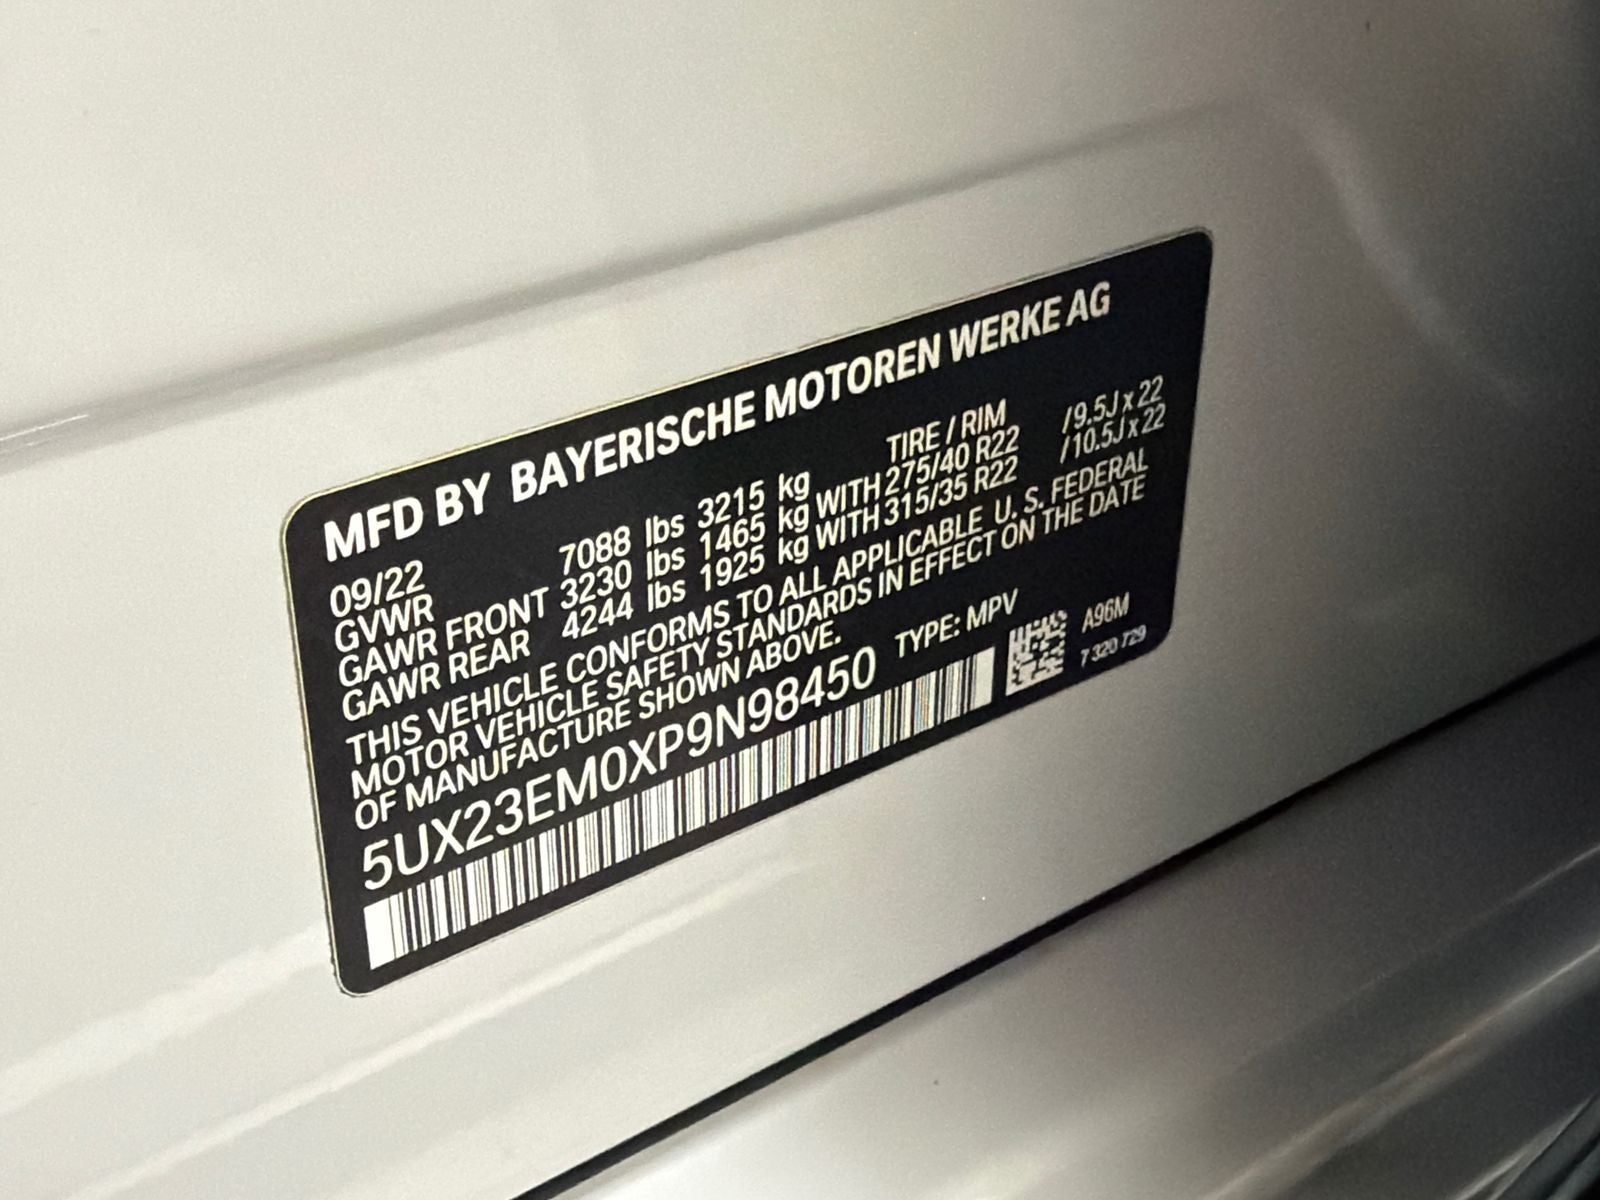 MFD BY BAYERISCHE MOTOREN WERKE AG
09/22 TIRE / RIM
GVWR 7088 lbs 3215 kg
GAWR FRONT 3230 lbs 1465 kg WITH 275/40 R22 /9.5J x 22
GAWR REAR 4244 lbs 1925 kg WITH 315/35 R22 /10.5J x 22
THIS VEHICLE CONFORMS TO ALL APPLICABLE U. S. FEDERAL
MOTOR VEHICLE SAFETY STANDARDS IN EFFECT ON THE DATE
OF MANUFACTURE SHOWN ABOVE.
5UX23EM0XP9N98450 TYPE: MPV
A96M
7 320 729